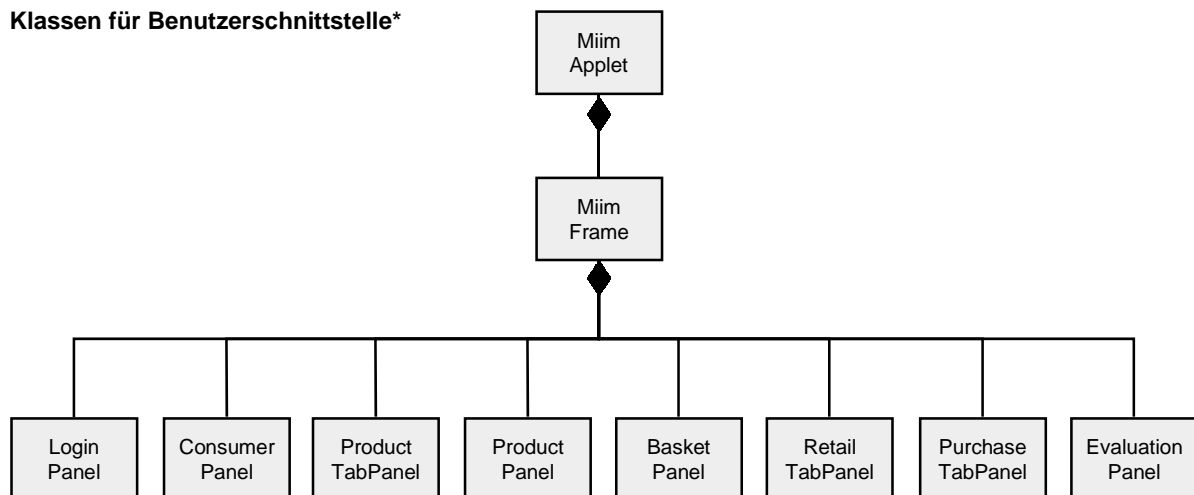 Klassen für Benutzerschnittstelle*
Miim
Applet
Miim
Frame
Login
Panel
Consumer
Panel
Product
TabPanel
Product
Panel
Basket
Panel
Retail
TabPanel
Purchase
TabPanel
Evaluation
Panel